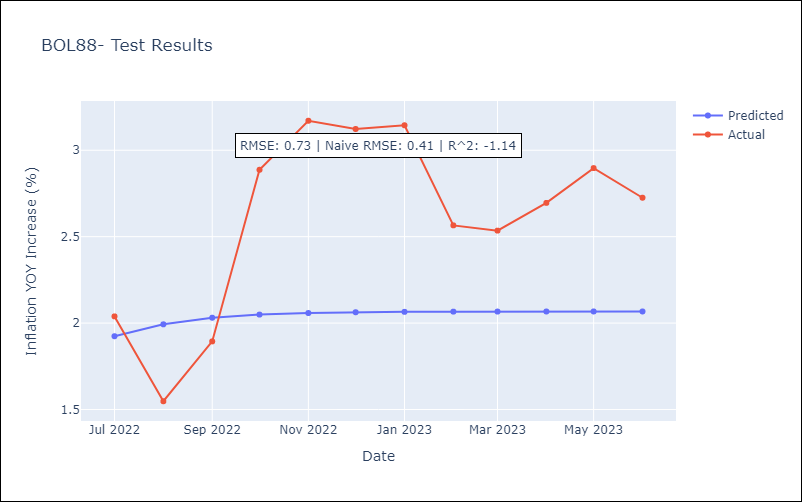 BOL88- Test Results
Predicted
Actual
RMSE: 0.73 | Naive RMSE: 0.41 | R^2: -1.14
Inflation YOY Increase (%)
3
2.5
2
1.5
Jul 2022
Sep 2022
Nov 2022
Jan 2023
Mar 2023
May 2023
Date